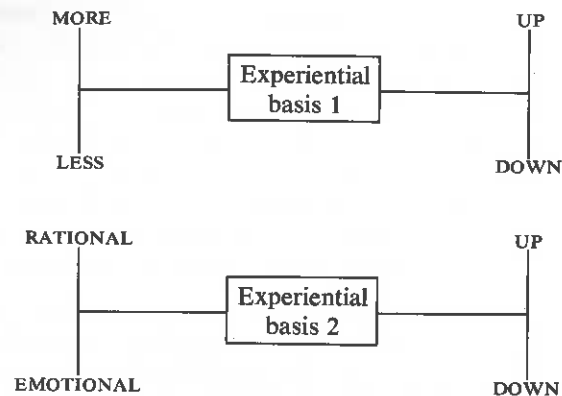 MORE
UP
Experiential
basis 1
LESS
DOWN
RATIONAL
UP
Experiential
basis 2
EMOTIONAL
DOWN